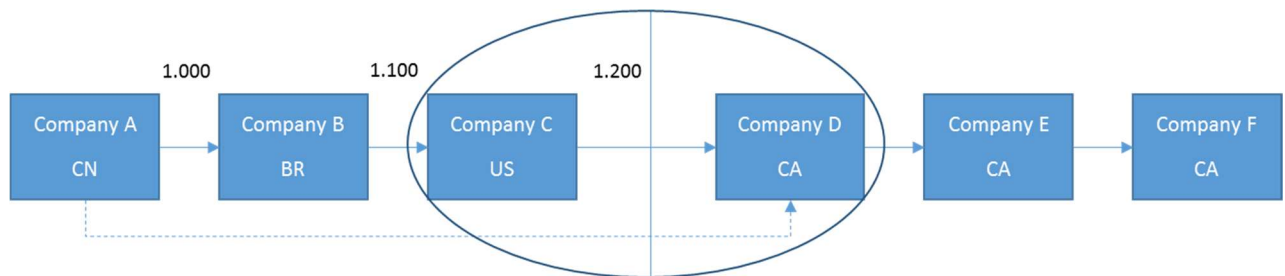 1.000
1.100
1.200
Company A
CN
Company B
BR
Company C
US
Company D
CA
Company E
CA
Company F
CA